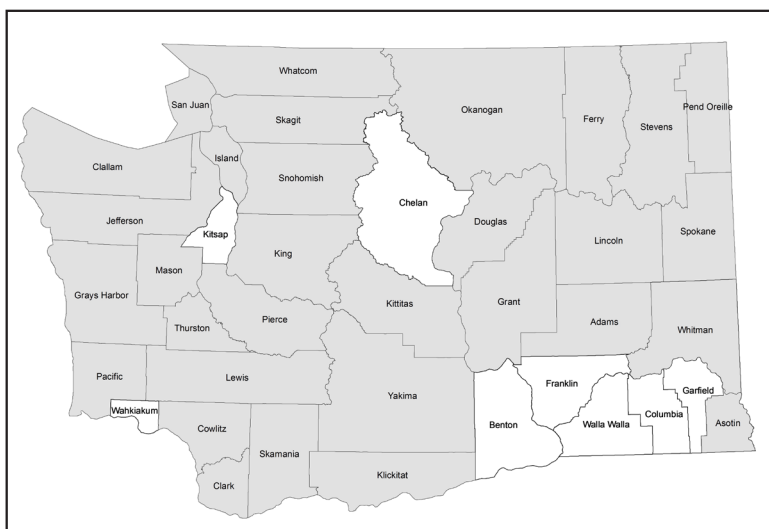 Whatcom
San Juan
Skagit
Okanogan
Ferry
Stevens
Pend Oreille
Island
Clallam
Snohomish
Chelan
Jefferson
Kitsap
Douglas
Lincoln
Spokane
King
Mason
Grays Harbor
Kittitas
Grant
Thurston
Pierce
Adams
Whitman
Pacific
Lewis
Yakima
Franklin
Garfield
Wahkiakum
Cowlitz
Benton
Walla Walla
Columbia
Asotin
Skamania
Klickitat
Clark